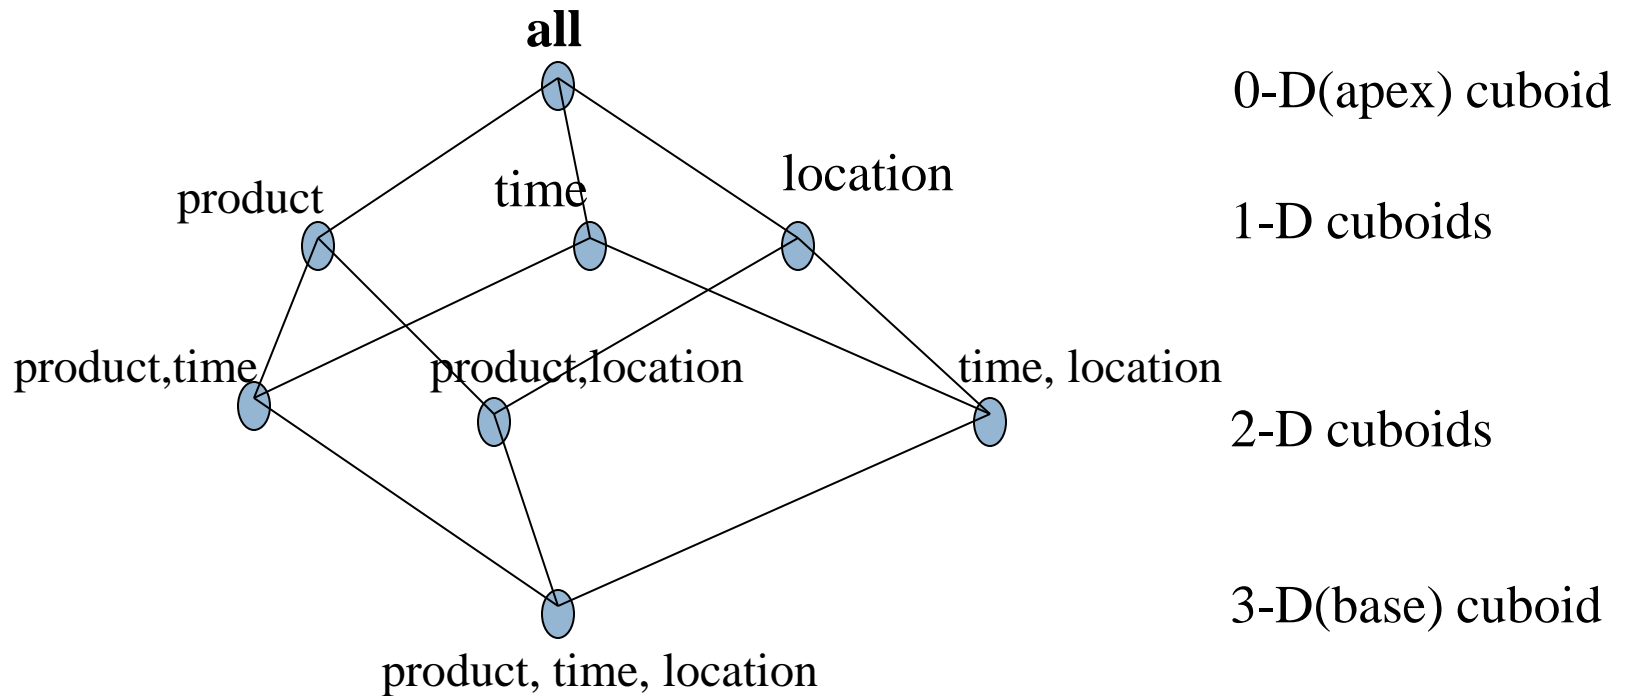 all
0-D(apex) cuboid
product
time
location
1-D cuboids
product,time
product,location
time, location
2-D cuboids
3-D(base) cuboid
product, time, location